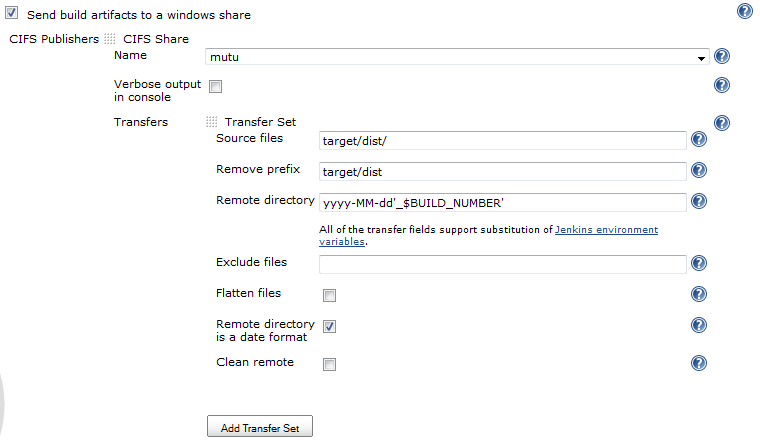 Send build artifacts to a windows share
CIFS Publishers CIFS Share
Name mutu
Verbose output
in console
Transfers Transfer Set
Source files target/dist/
Remove prefix target/dist
Remote directory yyyy-MM-dd'_$BUILD_NUMBER'
All of the transfer fields support substitution of Jenkins environment
variables.
Exclude files
Flatten files
Remote directory
is a date format
Clean remote
Add Transfer Set